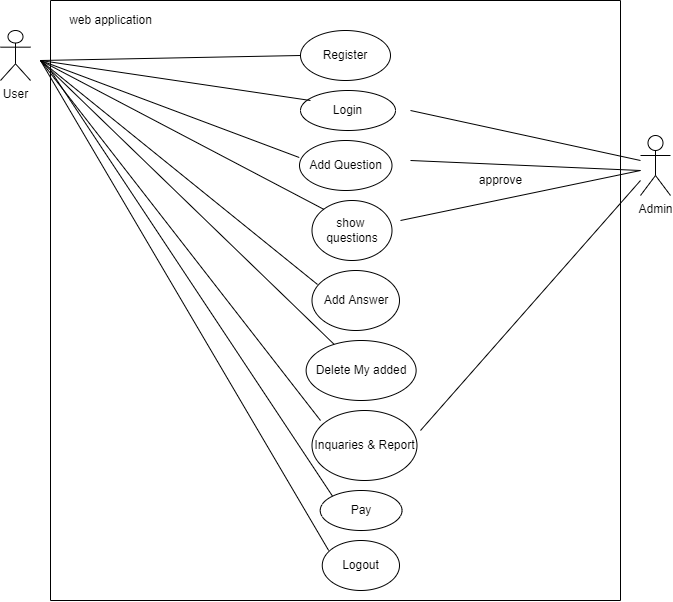 web application
User
Register
Login
Add Question
approve
Admin
show
questions
Add Answer
Delete My added
Inquaries & Report
Pay
Logout